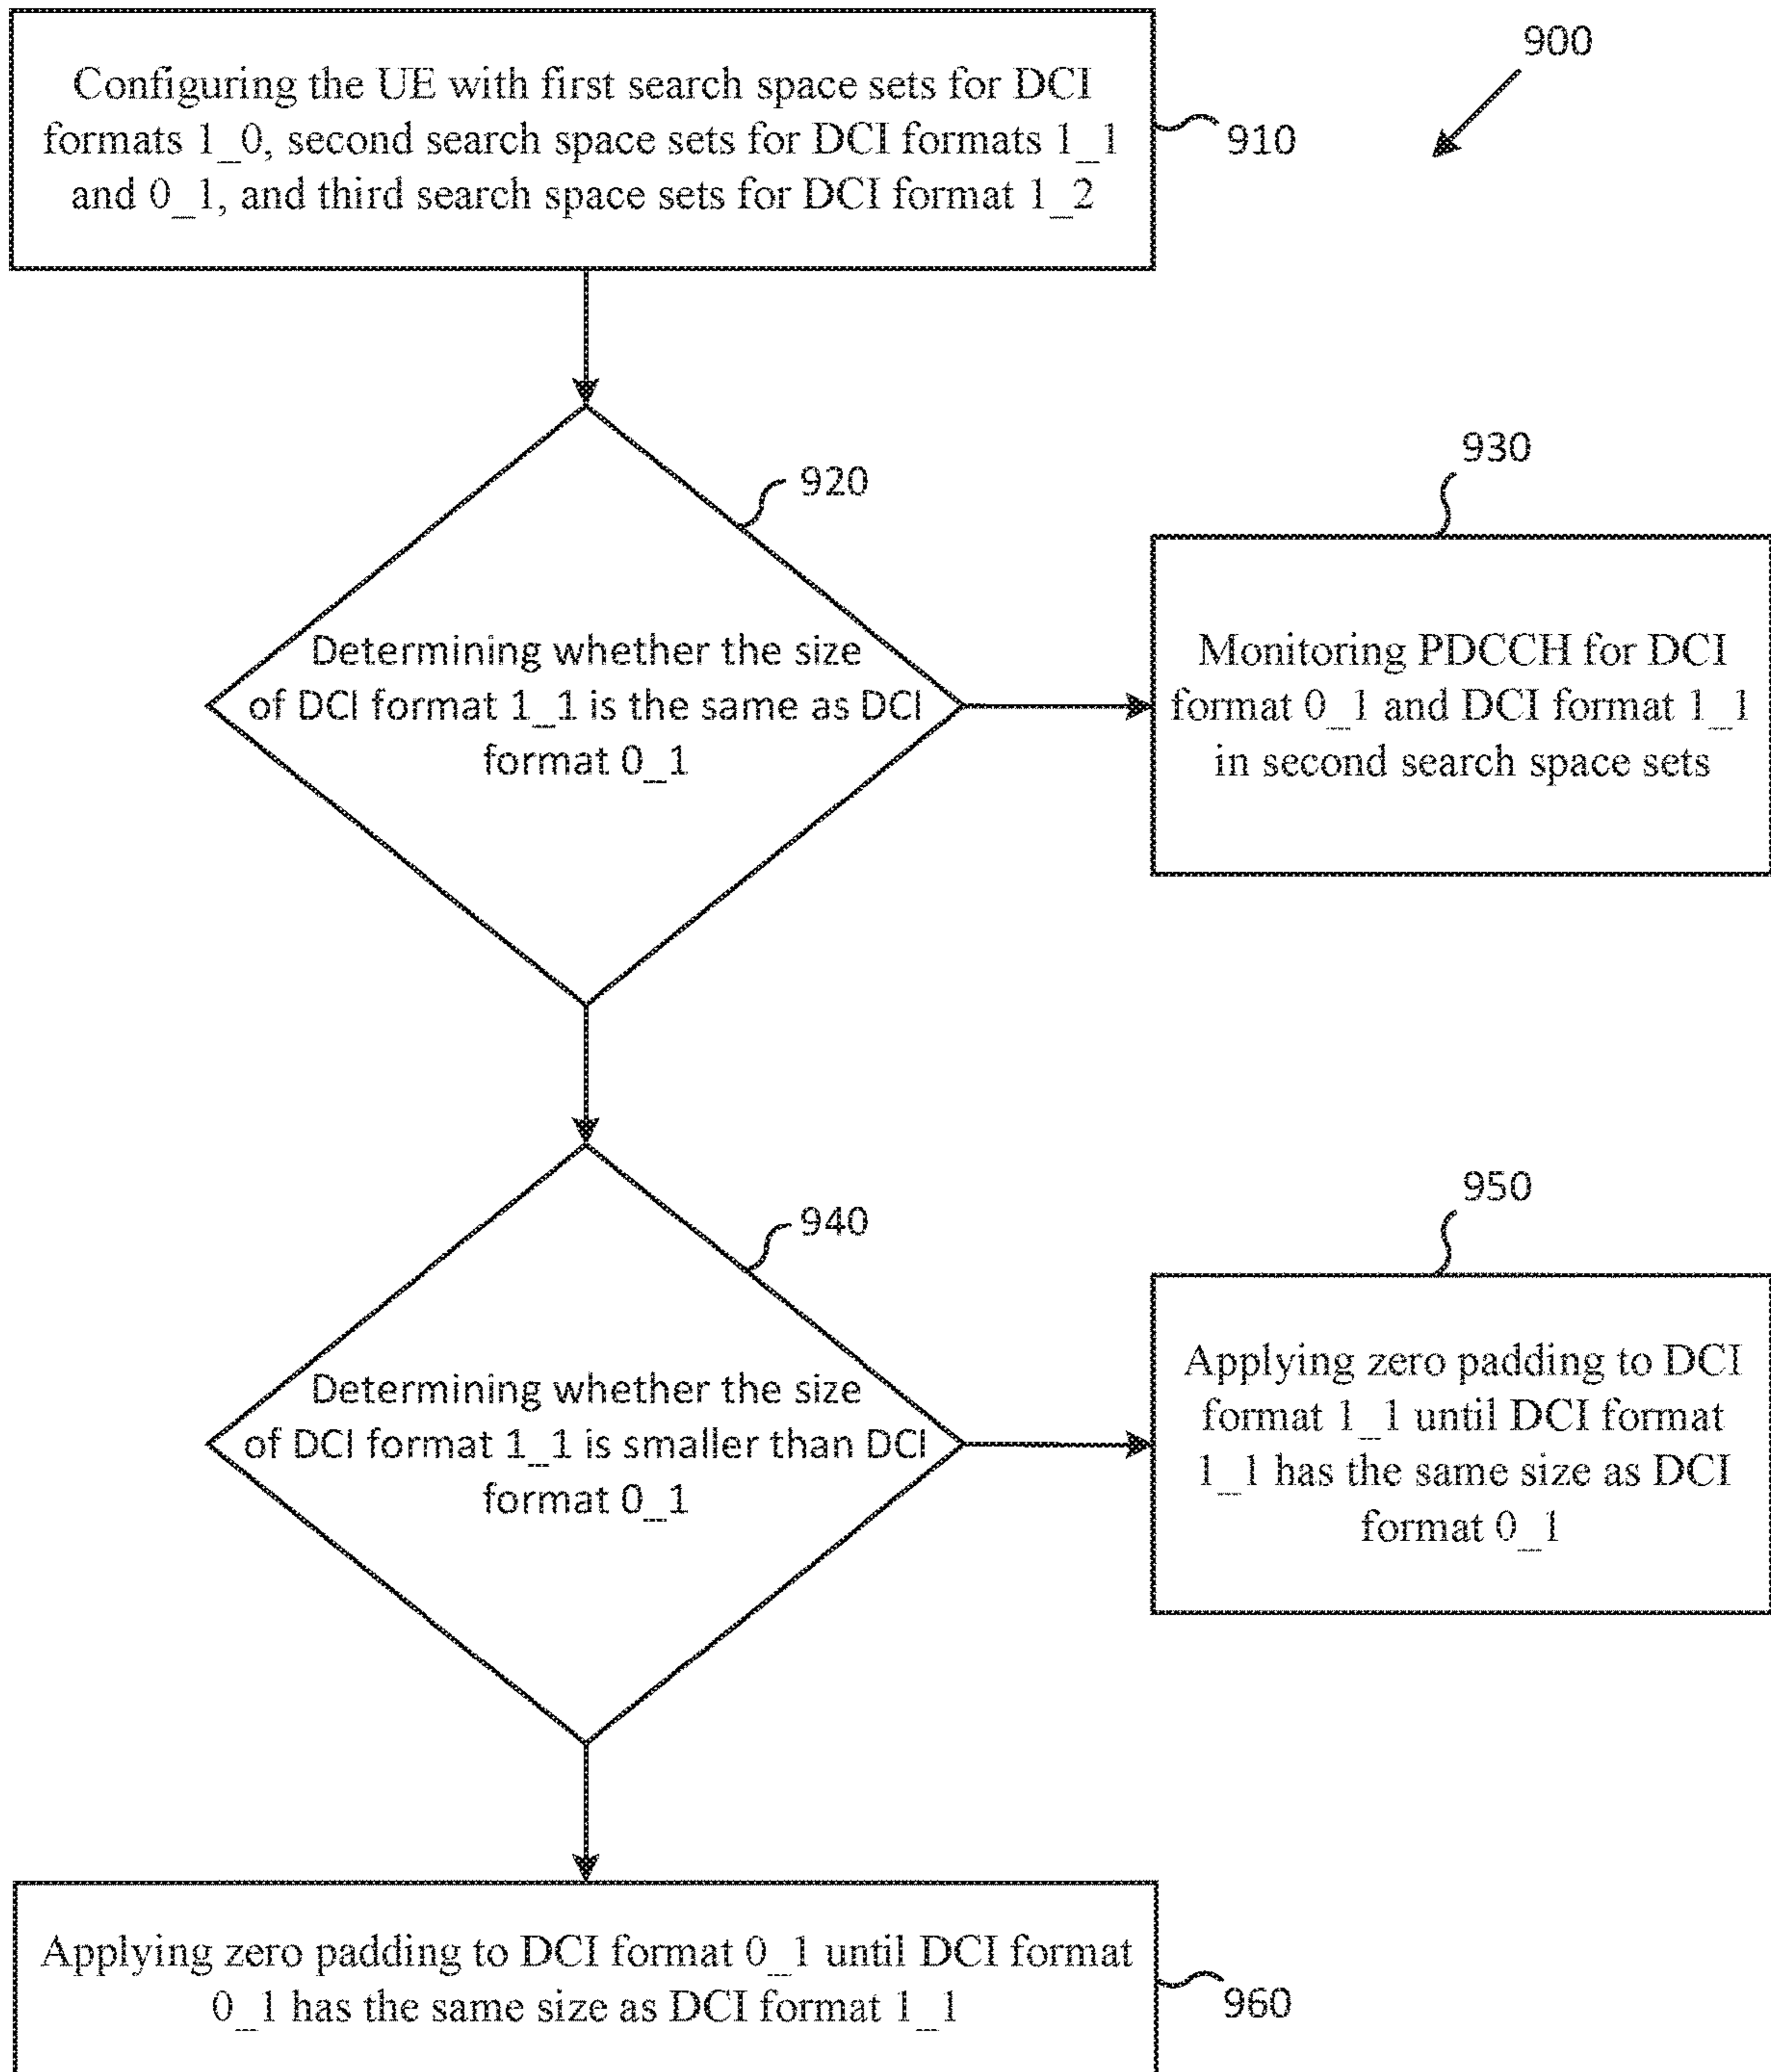 900
Configuring the UE with first search space sets for DCI
formats 1_0, second search space sets for DCI formats 1_1
and 0_1, and third search space sets for DCI format 1_2
910
920
Determining whether the size
of DCI format 1_1 is the same as DCI
format 0_1
930
Monitoring PDCCH for DCI
format 0_1 and DCI format 1_1
in second search space sets
940
Determining whether the size
of DCI format 1_1 is smaller than DCI
format 0_1
950
Applying zero padding to DCI
format 1_1 until DCI format
1_1 has the same size as DCI
format 0_1
Applying zero padding to DCI format 0_1 until DCI format
0_1 has the same size as DCI format 1_1
960